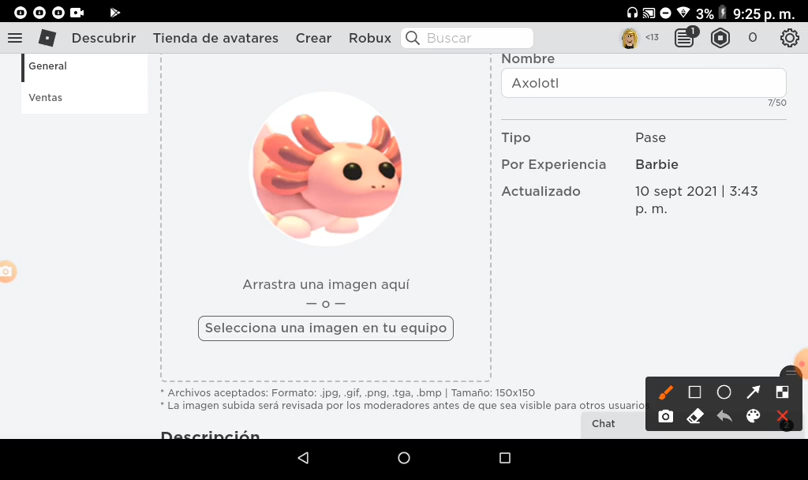 3% 9:25 p. m.
Descubrir Tienda de avatares Crear Robux Buscar <13 1 0
General
Ventas
Nombre
Axolotl
7/50
Tipo Pase
Por Experiencia Barbie
Actualizado 10 sept 2021 | 3:43
p. m.
Arrastra una imagen aquí
— o —
Selecciona una imagen en tu equipo
* Archivos aceptados: Formato: .jpg, .gif, .png, .tga, .bmp | Tamaño: 150x150
* La imagen subida será revisada por los moderadores antes de que sea visible para otros usuarios
Chat
Descripción